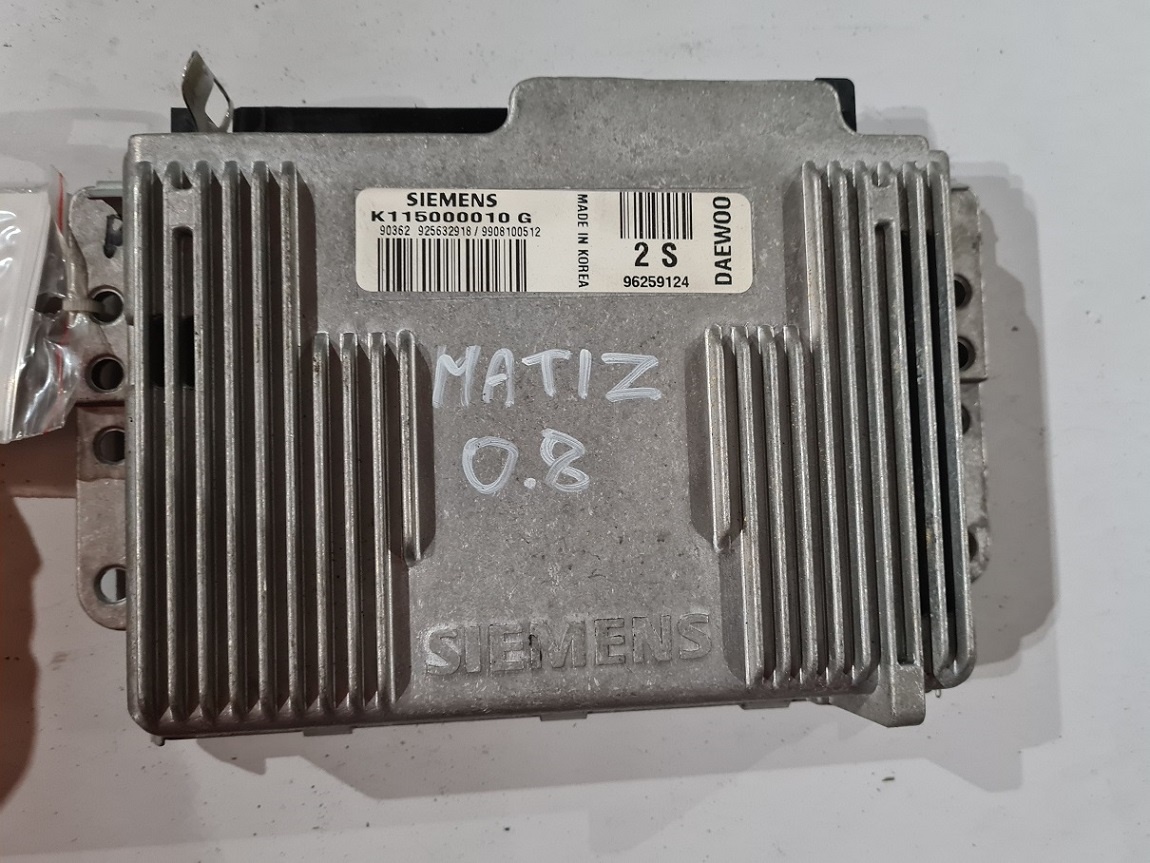 SIEMENS
K115000010 G
90362 925632918 / 9908100512
MADE IN KOREA
2 S
96259124
DAEWOO
MATIZ
0.8
SIEMENS